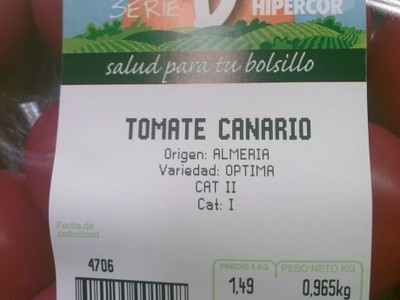 SERIE
HIPERCOR
salud para tu bolsillo
TOMATE CANARIO
Origen: ALMERIA
Variedad: OPTIMA
CAT II
Cat: I
Fecha de
caducidad
4706
PRECIO € KG PESO NETO KG
1,49 0,965kg